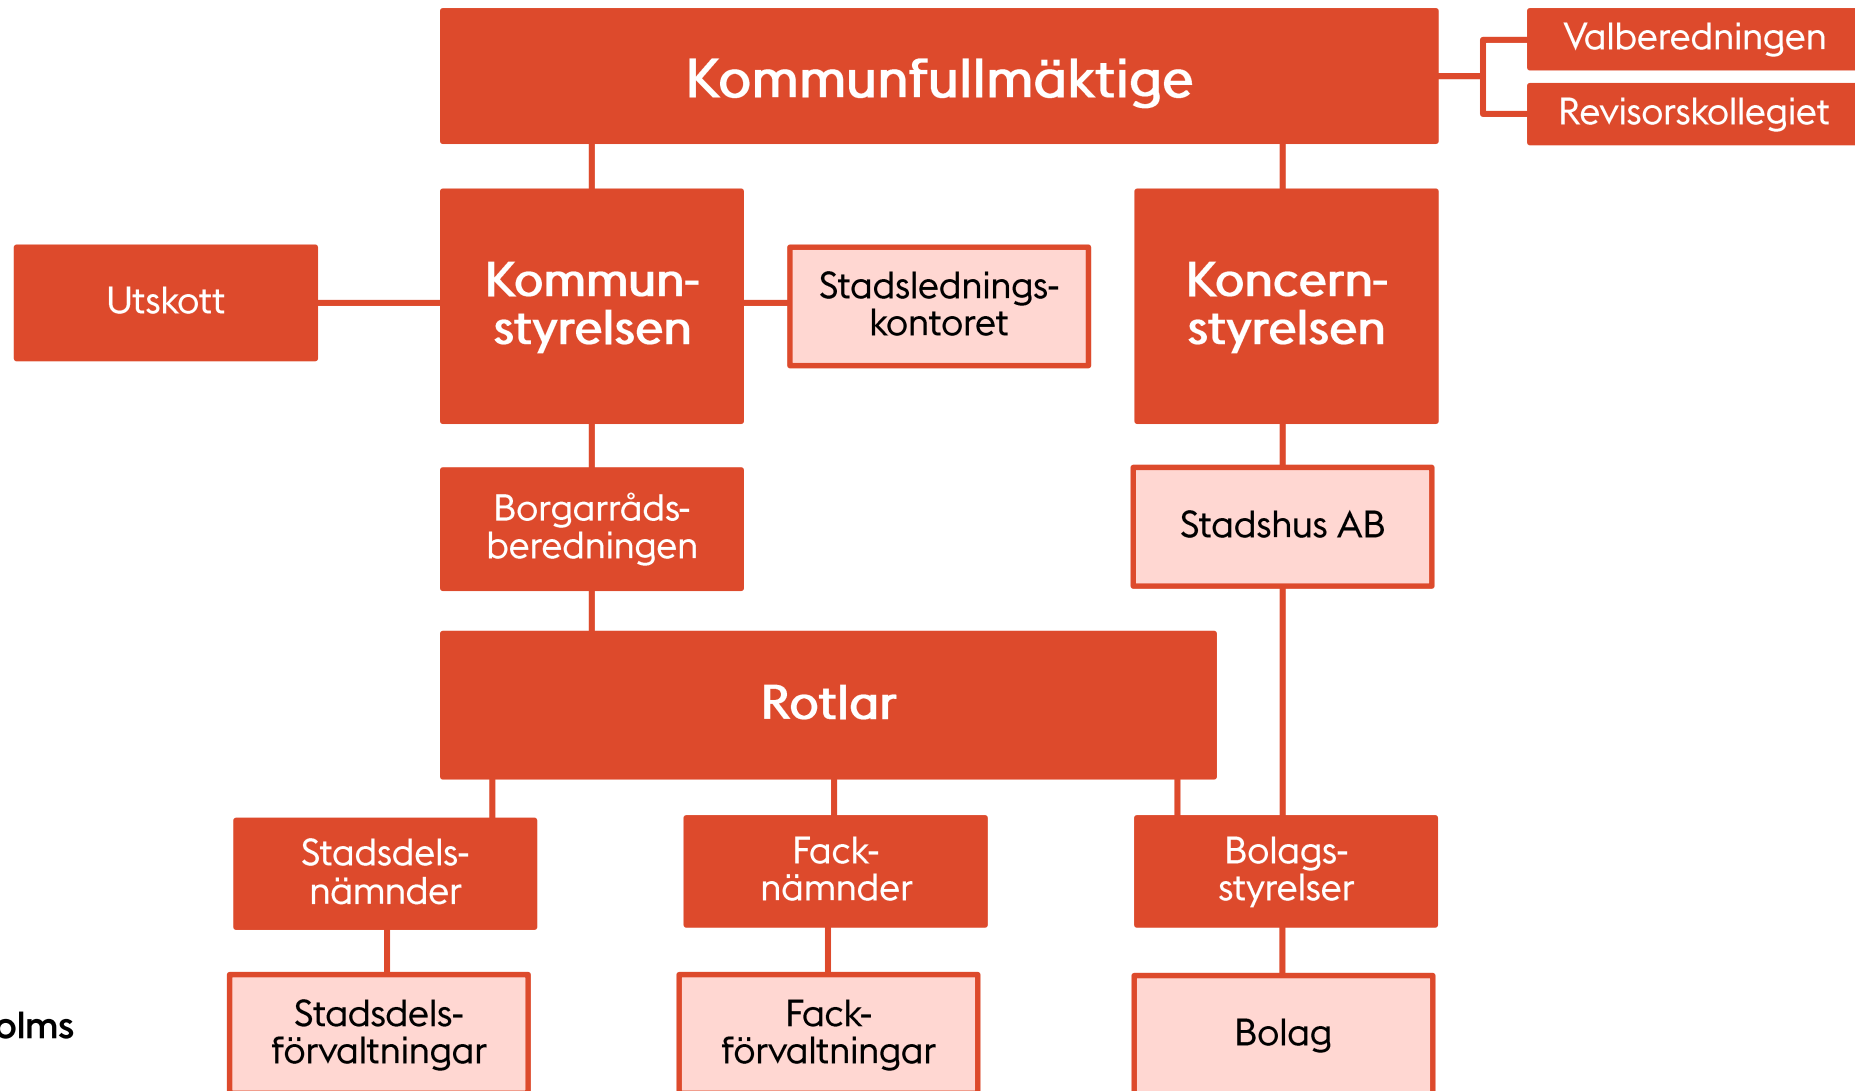 Kommunfullmäktige
Valberedningen
Revisorskollegiet
Utskott
Kommun-
styrelsen
Stadslednings-
kontoret
Koncern-
styrelsen
Borgarråds-
beredningen
Stadshus AB
Rotlar
Stadsdels-
nämnder
Fack-
nämnder
Bolags-
styrelser
Stadsdels-
förvaltningar
Fack-
förvaltningar
Bolag